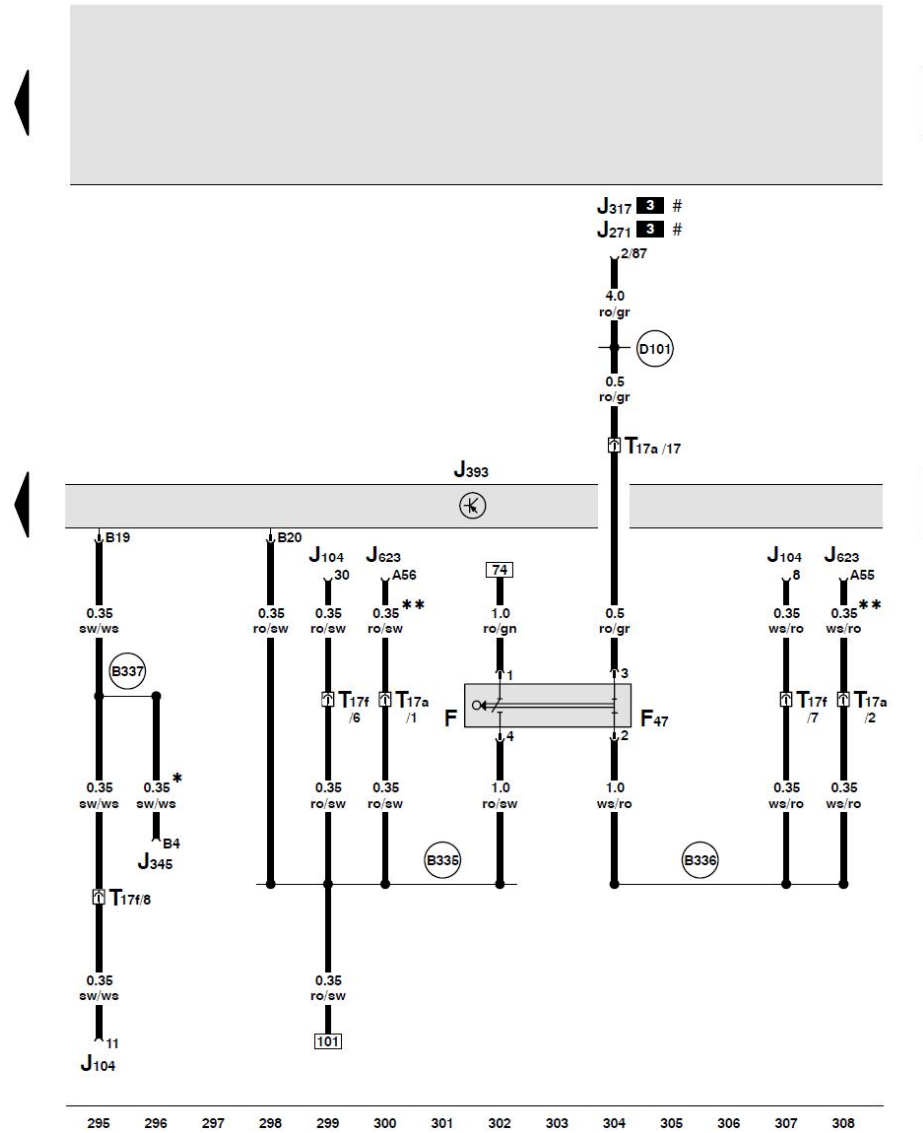 J317 3 #
J271 3 #
2/87
4.0
ro/gr
D101
0.5
ro/gr
T17a /17
J393
B19
B20
J104
30
J623
A56
74
J104
8
J623
A55
0.35
sw/ws
0.35
ro/sw
0.35
ro/sw
0.35 **
ro/sw
1.0
ro/gn
0.5
ro/gr
0.35
ws/ro
0.35 **
ws/ro
B337
1
3
T17f
/6
T17a
/1
F
F47
T17f
/7
T17a
/2
4
2
0.35
sw/ws
0.35 *
sw/ws
0.35
ro/sw
0.35
ro/sw
1.0
ro/sw
1.0
ws/ro
0.35
ws/ro
0.35
ws/ro
B4
J345
B335
B336
T17f/8
0.35
sw/ws
0.35
ro/sw
11
J104
101
295 296 297 298 299 300 301 302 303 304 305 306 307 308